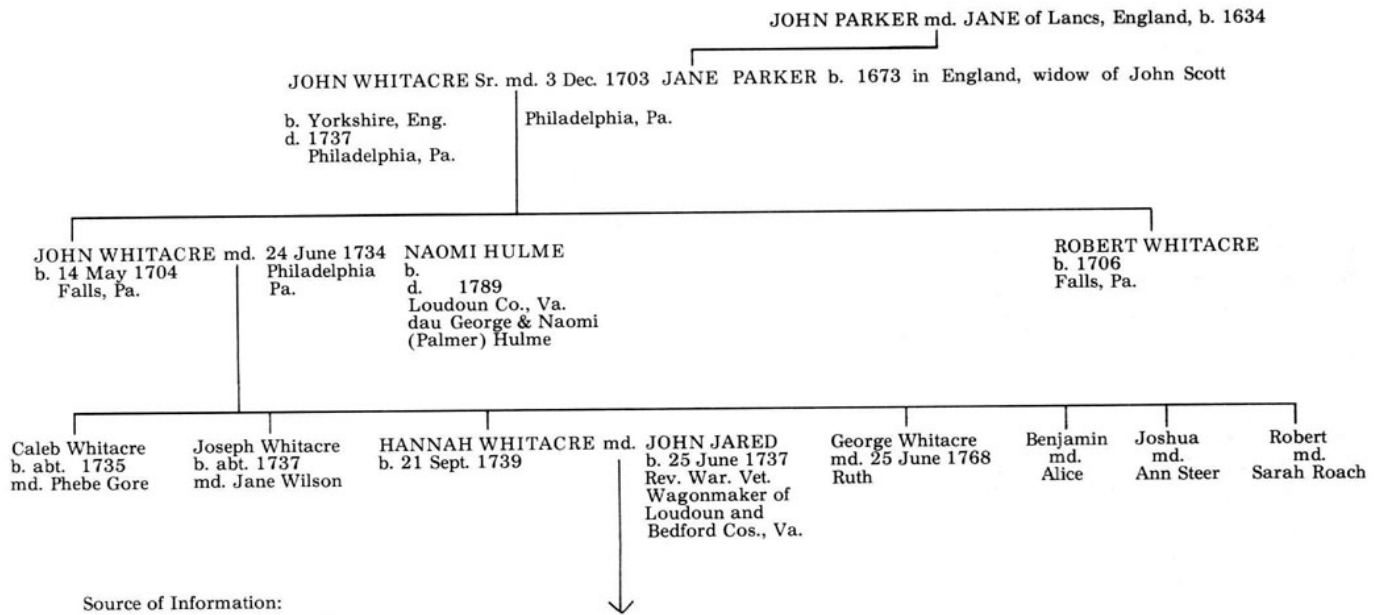 JOHN PARKER md. JANE of Lancs, England, b. 1634
JOHN WHITACRE Sr. md. 3 Dec. 1703 JANE PARKER b. 1673 in England, widow of John Scott
b. Yorkshire, Eng.
d. 1737
Philadelphia, Pa.
Philadelphia, Pa.
JOHN WHITACRE md. 24 June 1734
b. 14 May 1704
Falls, Pa.
Philadelphia
Pa.
NAOMI HULME
b.
d. 1789
Loudoun Co., Va.
dau George & Naomi
(Palmer) Hulme
ROBERT WHITACRE
b. 1706
Falls, Pa.
Caleb Whitacre
b. abt. 1735
md. Phebe Gore
Joseph Whitacre
b. abt. 1737
md. Jane Wilson
HANNAH WHITACRE md.
b. 21 Sept. 1739
JOHN JARED
b. 25 June 1737
Rev. War. Vet.
Wagonmaker of
Loudoun and
Bedford Cos., Va.
George Whitacre
md. 25 June 1768
Ruth
Benjamin
md.
Alice
Joshua
md.
Ann Steer
Robert
md.
Sarah Roach
Source of Information: